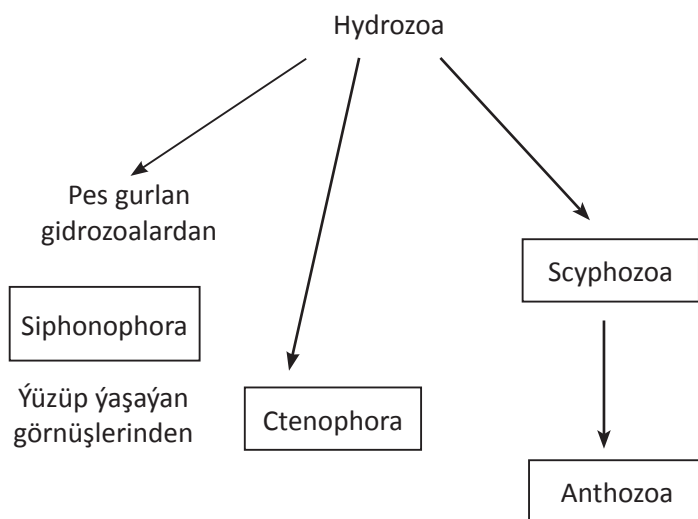 Hydrozoa
Pes gurlan
gidrozoalardan
Siphonophora
Ýüzüp ýaşaýan
görnüşlerinden
Ctenophora
Scyphozoa
Anthozoa